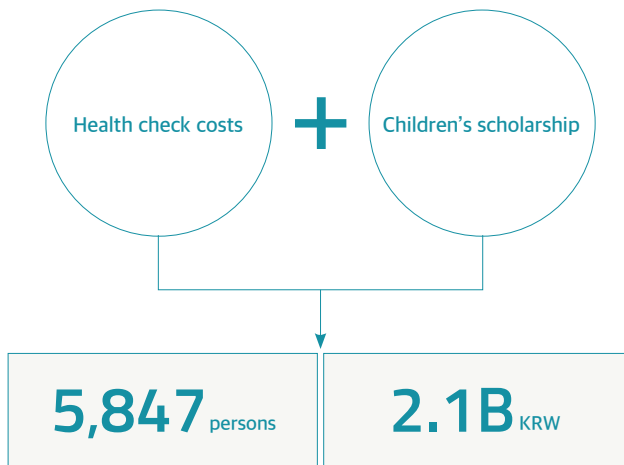 Health check costs
+
Children's scholarship
5,847 persons
2.1B KRW